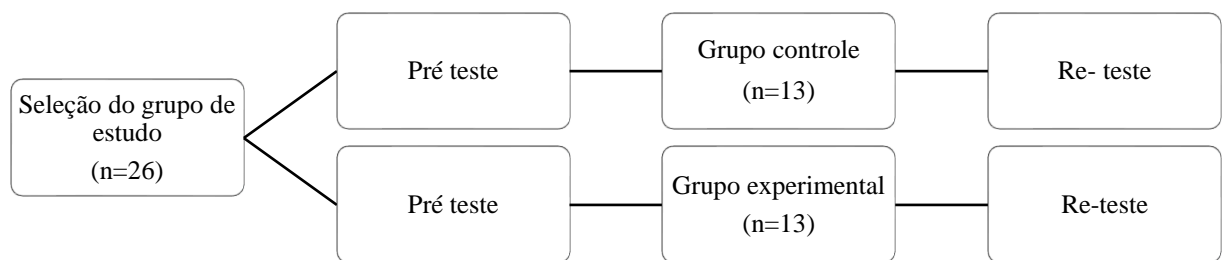 Seleção do grupo de
estudo
(n=26)
Pré teste
Grupo controle
(n=13)
Re- teste
Pré teste
Grupo experimental
(n=13)
Re-teste